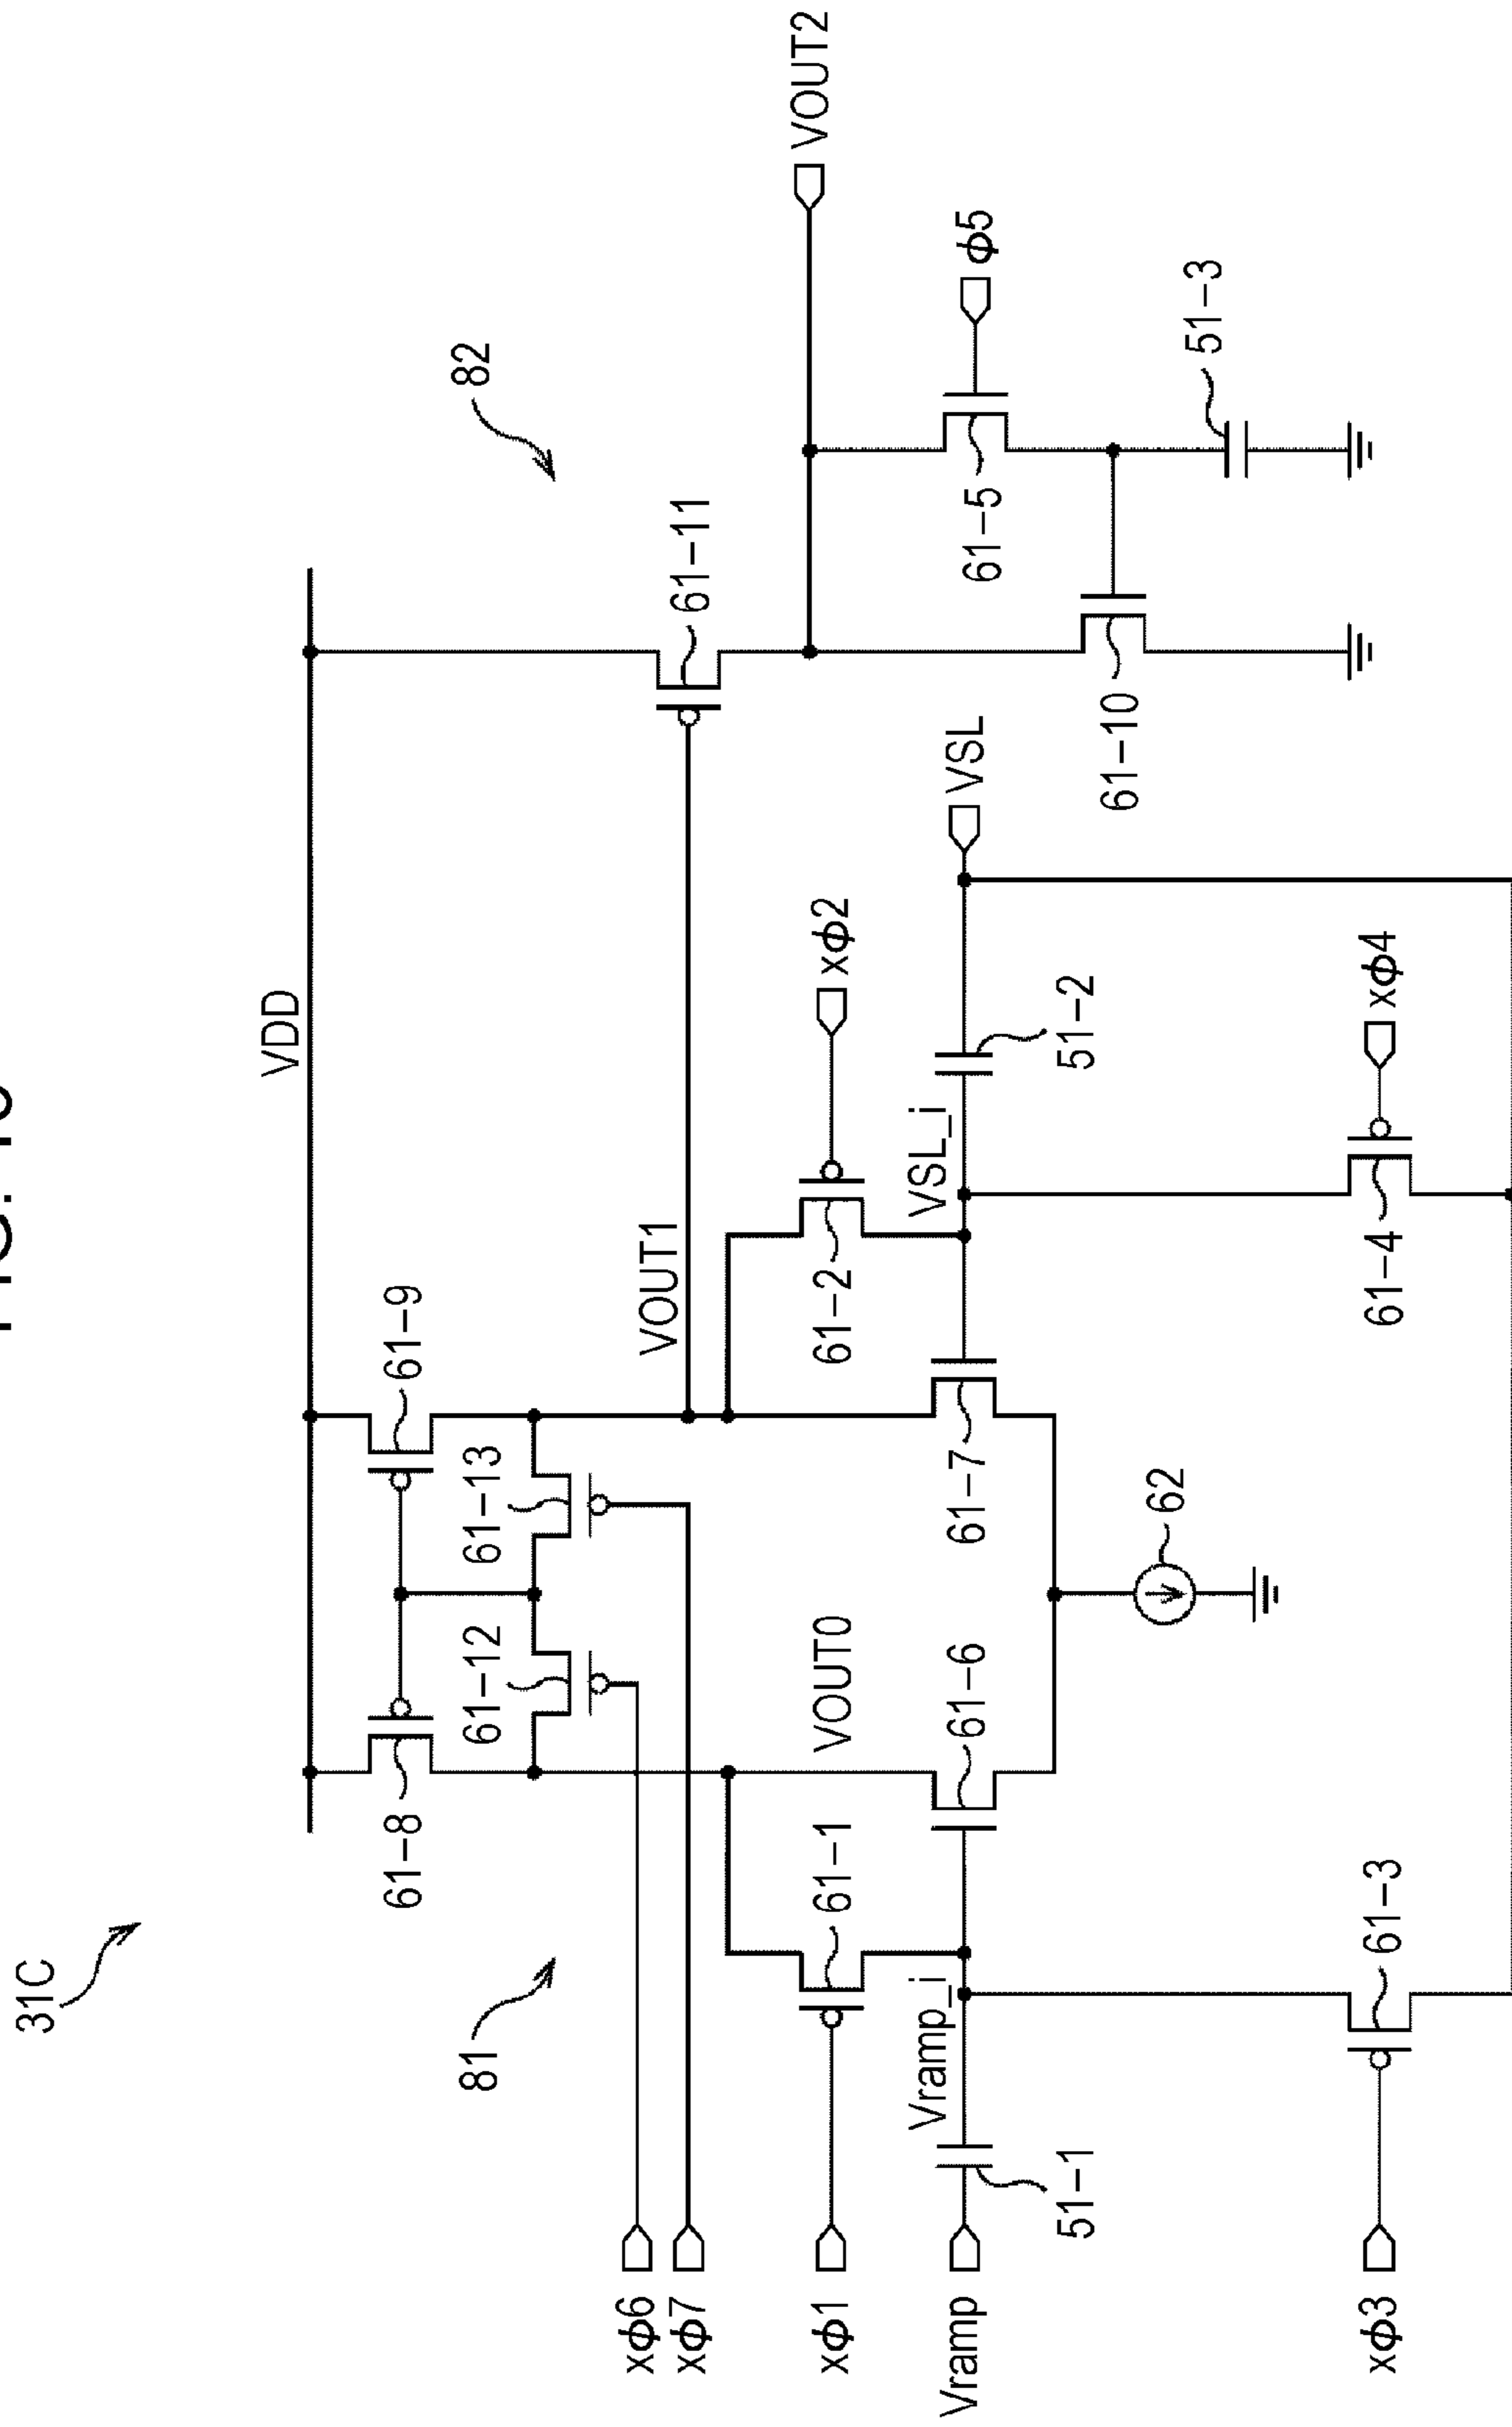 31C
VDD
61-8
61-9
81
82
61-12
61-13
xφ6
VOUT1
xφ7
61-11
xφ1
61-1
VOUT0
61-2
xφ2
VOUT2
Vramp
Vramp_i
61-6
61-7
VSL_i
VSL
61-5
φ5
51-1
51-2
61-10
62
51-3
xφ3
61-3
61-4
xφ4